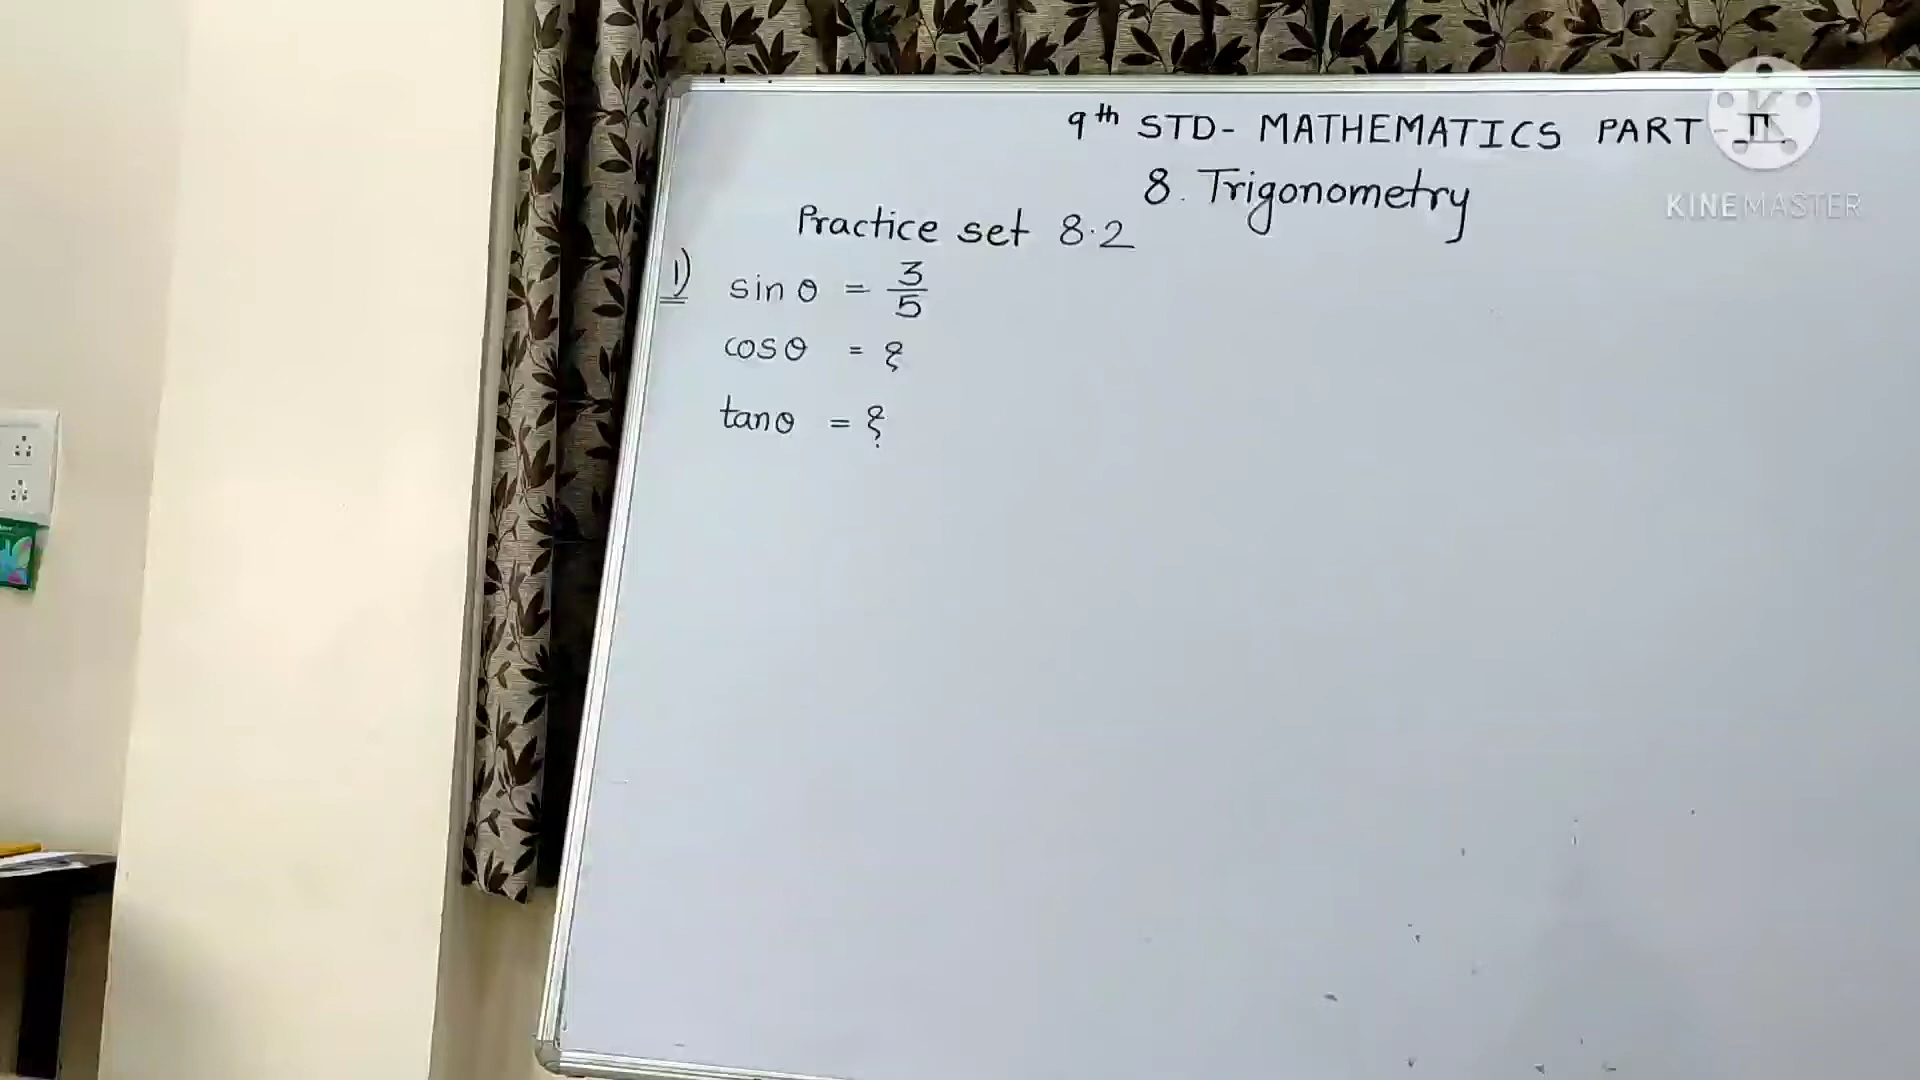 9th STD- MATHEMATICS PART - II
8. Trigonometry
Practice set 8.2
1) sin θ = 3/5
cos θ = ?
tan θ = ?
KINEMASTER